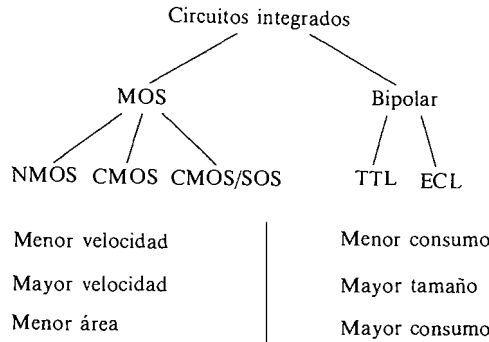 Circuitos integrados
MOS Bipolar
NMOS CMOS CMOS/SOS TTL ECL
Menor velocidad Menor consumo
Mayor velocidad Mayor tamaño
Menor área Mayor consumo